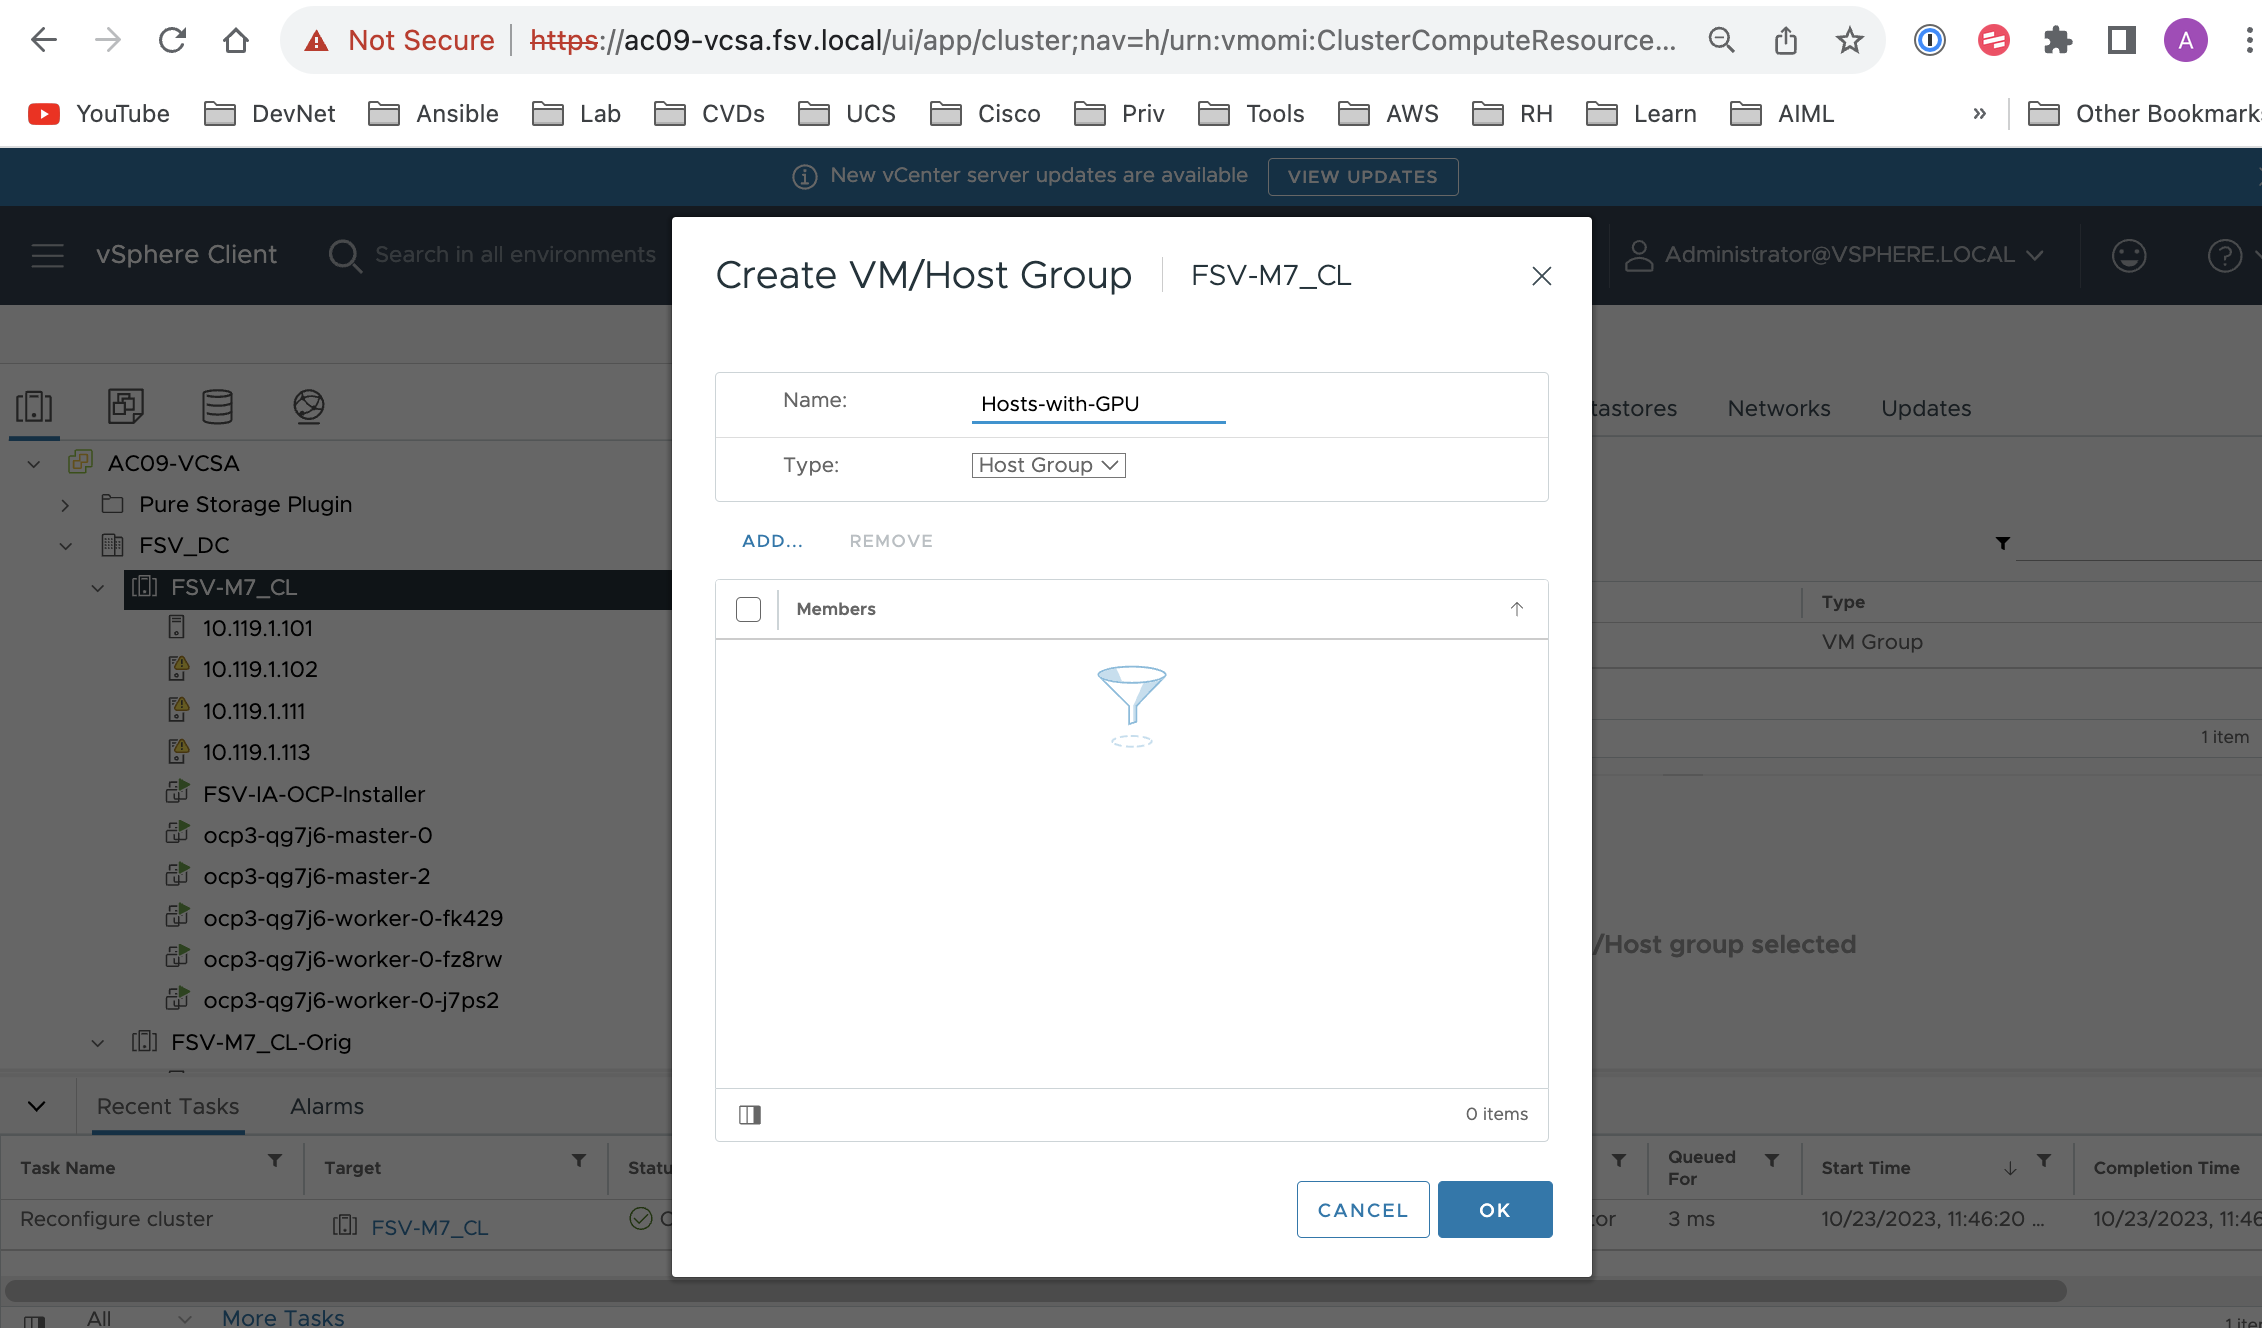 Not Secure https://ac09-vcsa.fsv.local/ui/app/cluster;nav=h/urn:vmomi:ClusterComputeResource... A
YouTube DevNet Ansible Lab CVDs UCS Cisco Priv Tools AWS RH Learn AIML » Other Bookmarks
New vCenter server updates are available VIEW UPDATES
vSphere Client Search in all environments Administrator@VSPHERE.LOCAL
Create VM/Host Group FSV-M7_CL
Name: Hosts-with-GPU
Type: Host Group
ADD... REMOVE
Members
0 items
CANCEL OK
tastores Networks Updates
AC09-VCSA
Pure Storage Plugin
FSV_DC
FSV-M7_CL
10.119.1.101
10.119.1.102
10.119.1.111
10.119.1.113
FSV-IA-OCP-Installer
ocp3-qg7j6-master-0
ocp3-qg7j6-master-2
ocp3-qg7j6-worker-0-fk429
ocp3-qg7j6-worker-0-fz8rw
ocp3-qg7j6-worker-0-j7ps2
FSV-M7_CL-Orig
Type
VM Group
1 item
/Host group selected
Recent Tasks Alarms
Task Name Target Statu Queued For Start Time Completion Time
Reconfigure cluster FSV-M7_CL C tor 3 ms 10/23/2023, 11:46:20 ... 10/23/2023, 11:46
All More Tasks 1 iter